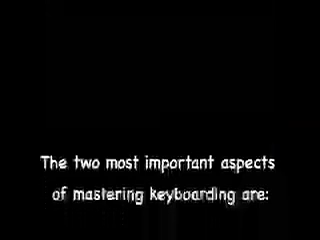 The two most important aspects
of mastering keyboarding are: